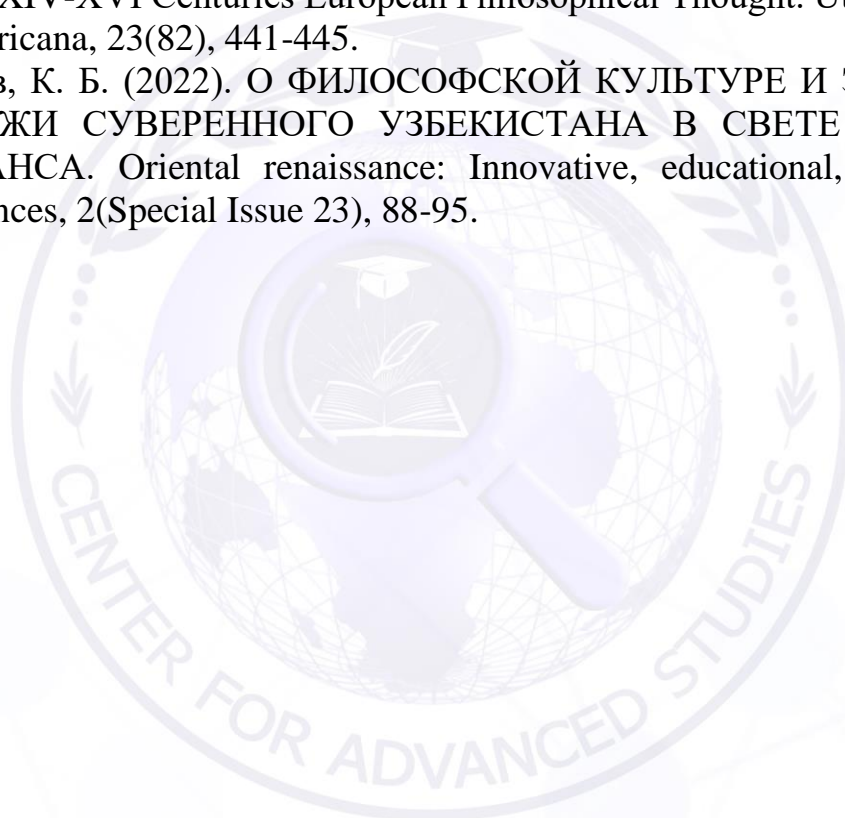 XIV-XVI Centuries European Philosophical Thought.
ricana, 23(82), 441-445.
в, К. Б. (2022). О ФИЛОСОФСКОЙ КУЛЬТУРЕ И
ЖИ СУВЕРЕННОГО УЗБЕКИСТАНА В СВЕТЕ
АНСА. Oriental renaissance: Innovative, educational,
nces, 2(Special Issue 23), 88-95.
CENTER FOR ADVANCED STUDIES